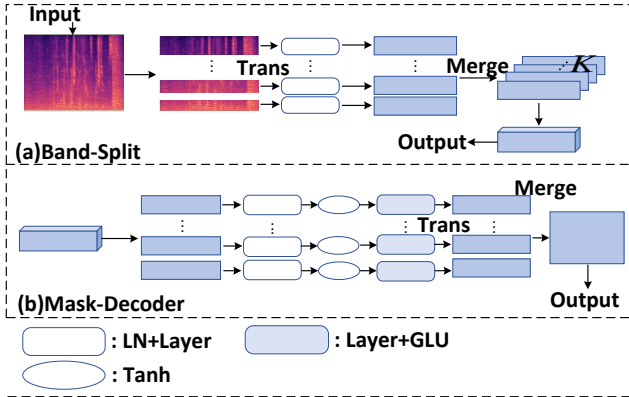 Input
Trans
Merge
K
Output
(a)Band-Split
Merge
Trans
Output
(b)Mask-Decoder
: LN+Layer
: Layer+GLU
: Tanh